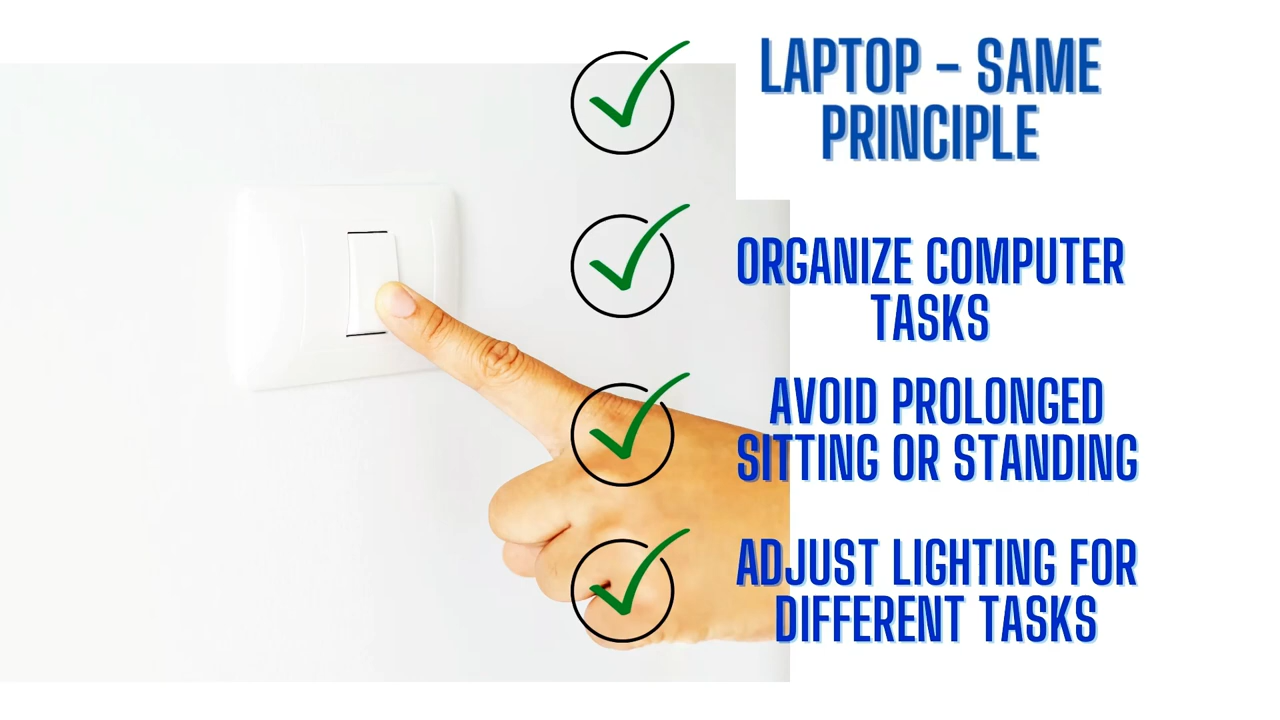 LAPTOP - SAME
PRINCIPLE
ORGANIZE COMPUTER
TASKS
AVOID PROLONGED
SITTING OR STANDING
ADJUST LIGHTING FOR
DIFFERENT TASKS